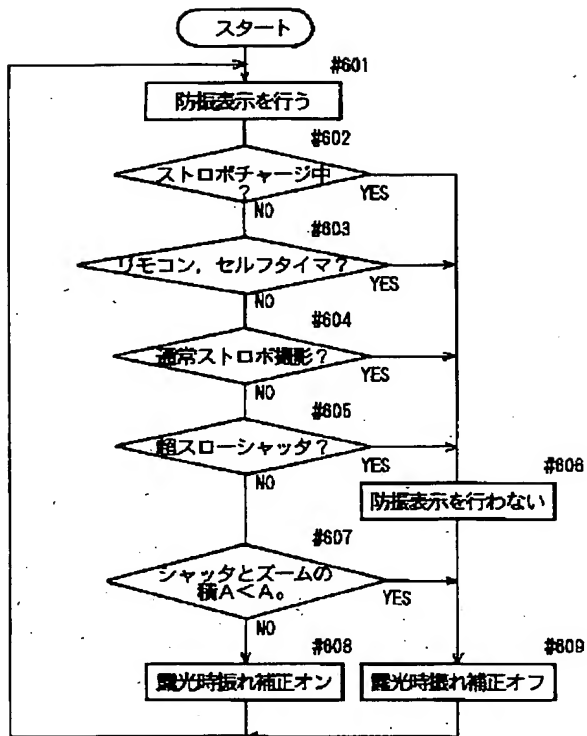 スタート
#601
防振表示を行う
#602
ストロボチャージ中
?
YES
NO
#603
リモコン，セルフタイマ？
YES
NO
#604
通常ストロボ撮影？
YES
NO
#605
超スローシャッタ？
YES
NO
#606
防振表示を行わない
#607
シャッタとズームの
積A＜A。
YES
NO
#608
露光時振れ補正オン
#609
露光時振れ補正オフ